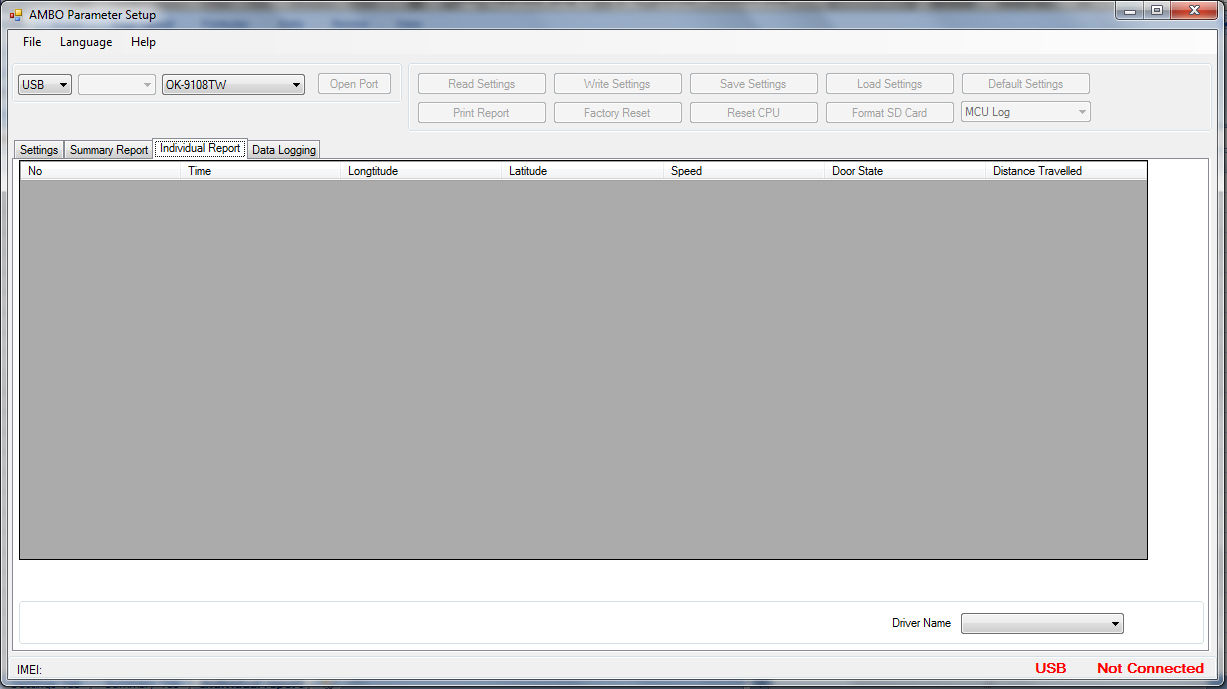 AMBO Parameter Setup
File Language Help
USB OK-9108TW Open Port Read Settings Write Settings Save Settings Load Settings Default Settings
Print Report Factory Reset Reset CPU Format SD Card MCU Log
Settings Summary Report Individual Report Data Logging
No Time Longtitude Latitude Speed Door State Distance Travelled
Driver Name
IMEI: USB Not Connected